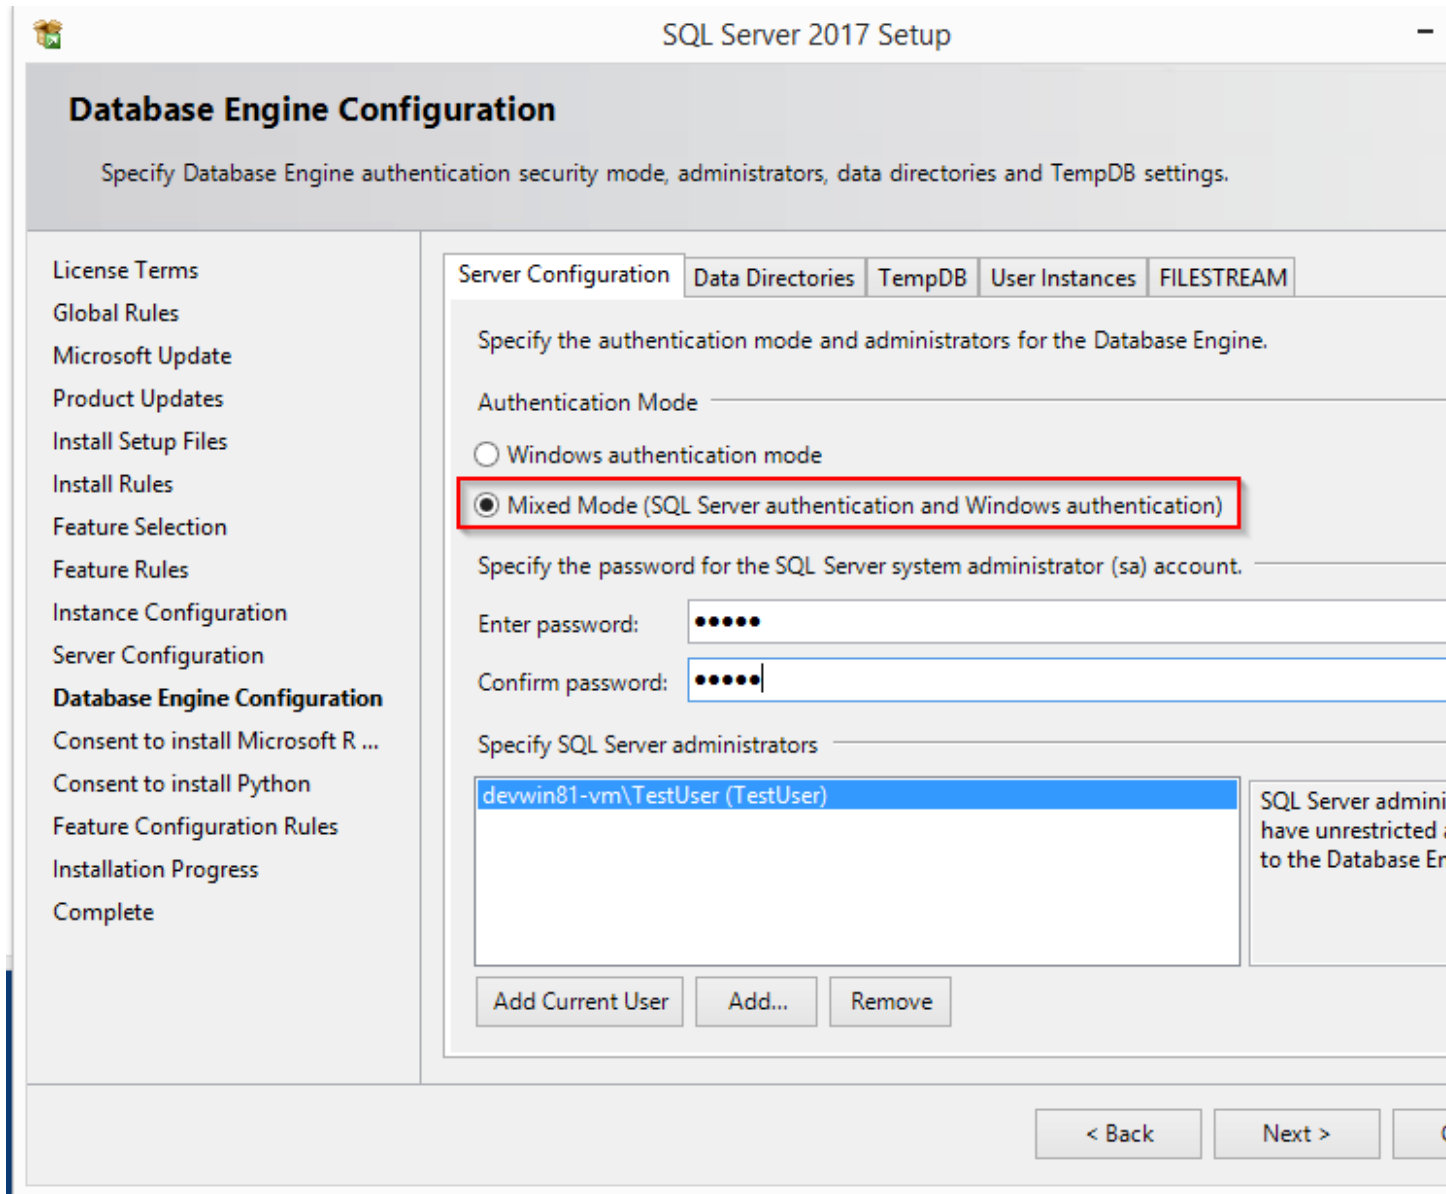 SQL Server 2017 Setup
Database Engine Configuration
Specify Database Engine authentication security mode, administrators, data directories and TempDB settings.
License Terms
Global Rules
Microsoft Update
Product Updates
Install Setup Files
Install Rules
Feature Selection
Feature Rules
Instance Configuration
Server Configuration
Database Engine Configuration
Consent to install Microsoft R ...
Consent to install Python
Feature Configuration Rules
Installation Progress
Complete
Server Configuration Data Directories TempDB User Instances FILESTREAM
Specify the authentication mode and administrators for the Database Engine.
Authentication Mode
Windows authentication mode
Mixed Mode (SQL Server authentication and Windows authentication)
Specify the password for the SQL Server system administrator (sa) account.
Enter password: •••••
Confirm password: •••••
Specify SQL Server administrators
devwin81-vm\TestUser (TestUser)
SQL Server
have unrestricted
to the Database
Add Current User Add... Remove
< Back Next >